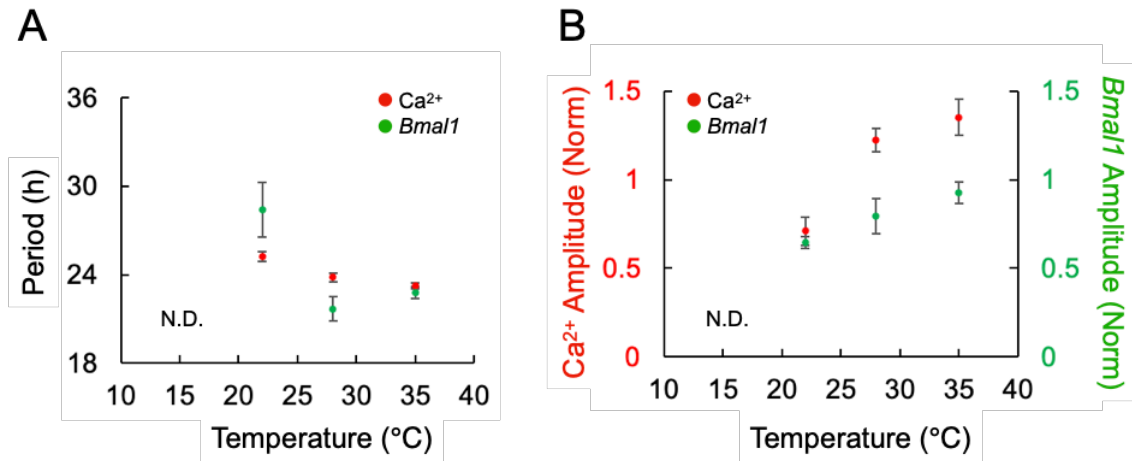 A
Period (h)
36
30
24
18
Ca²⁺
Bmal1
N.D.
10 15 20 25 30 35 40
Temperature (°C)
B
Ca²⁺ Amplitude (Norm)
1.5
1
0.5
0
Ca²⁺
Bmal1
N.D.
10 15 20 25 30 35 40
Temperature (°C)
1.5
1
0.5
0
Bmal1 Amplitude (Norm)